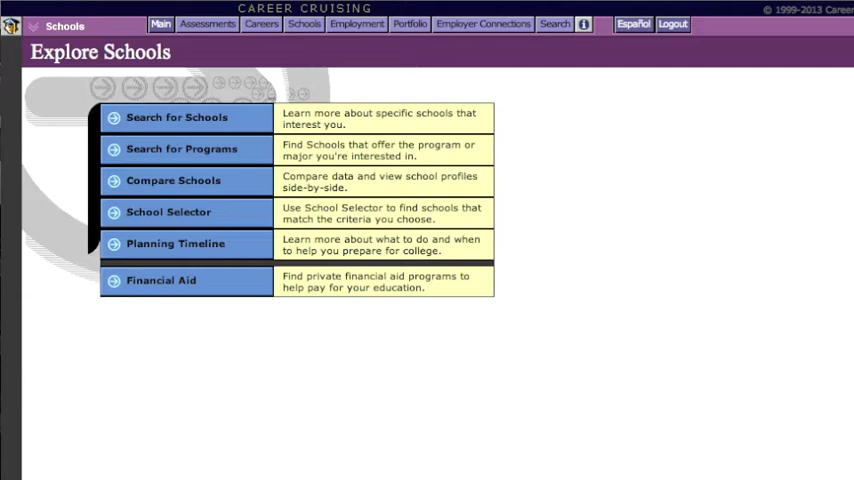 CAREER CRUISING
© 1999-2013 Career
Schools
Main Assessments Careers Schools Employment Portfolio Employer Connections Search i Español Logout
Explore Schools
Search for Schools
Learn more about specific schools that
interest you.
Search for Programs
Find Schools that offer the program or
major you're interested in.
Compare Schools
Compare data and view school profiles
side-by-side.
School Selector
Use School Selector to find schools that
match the criteria you choose.
Planning Timeline
Learn more about what to do and when
to help you prepare for college.
Financial Aid
Find private financial aid programs to
help pay for your education.